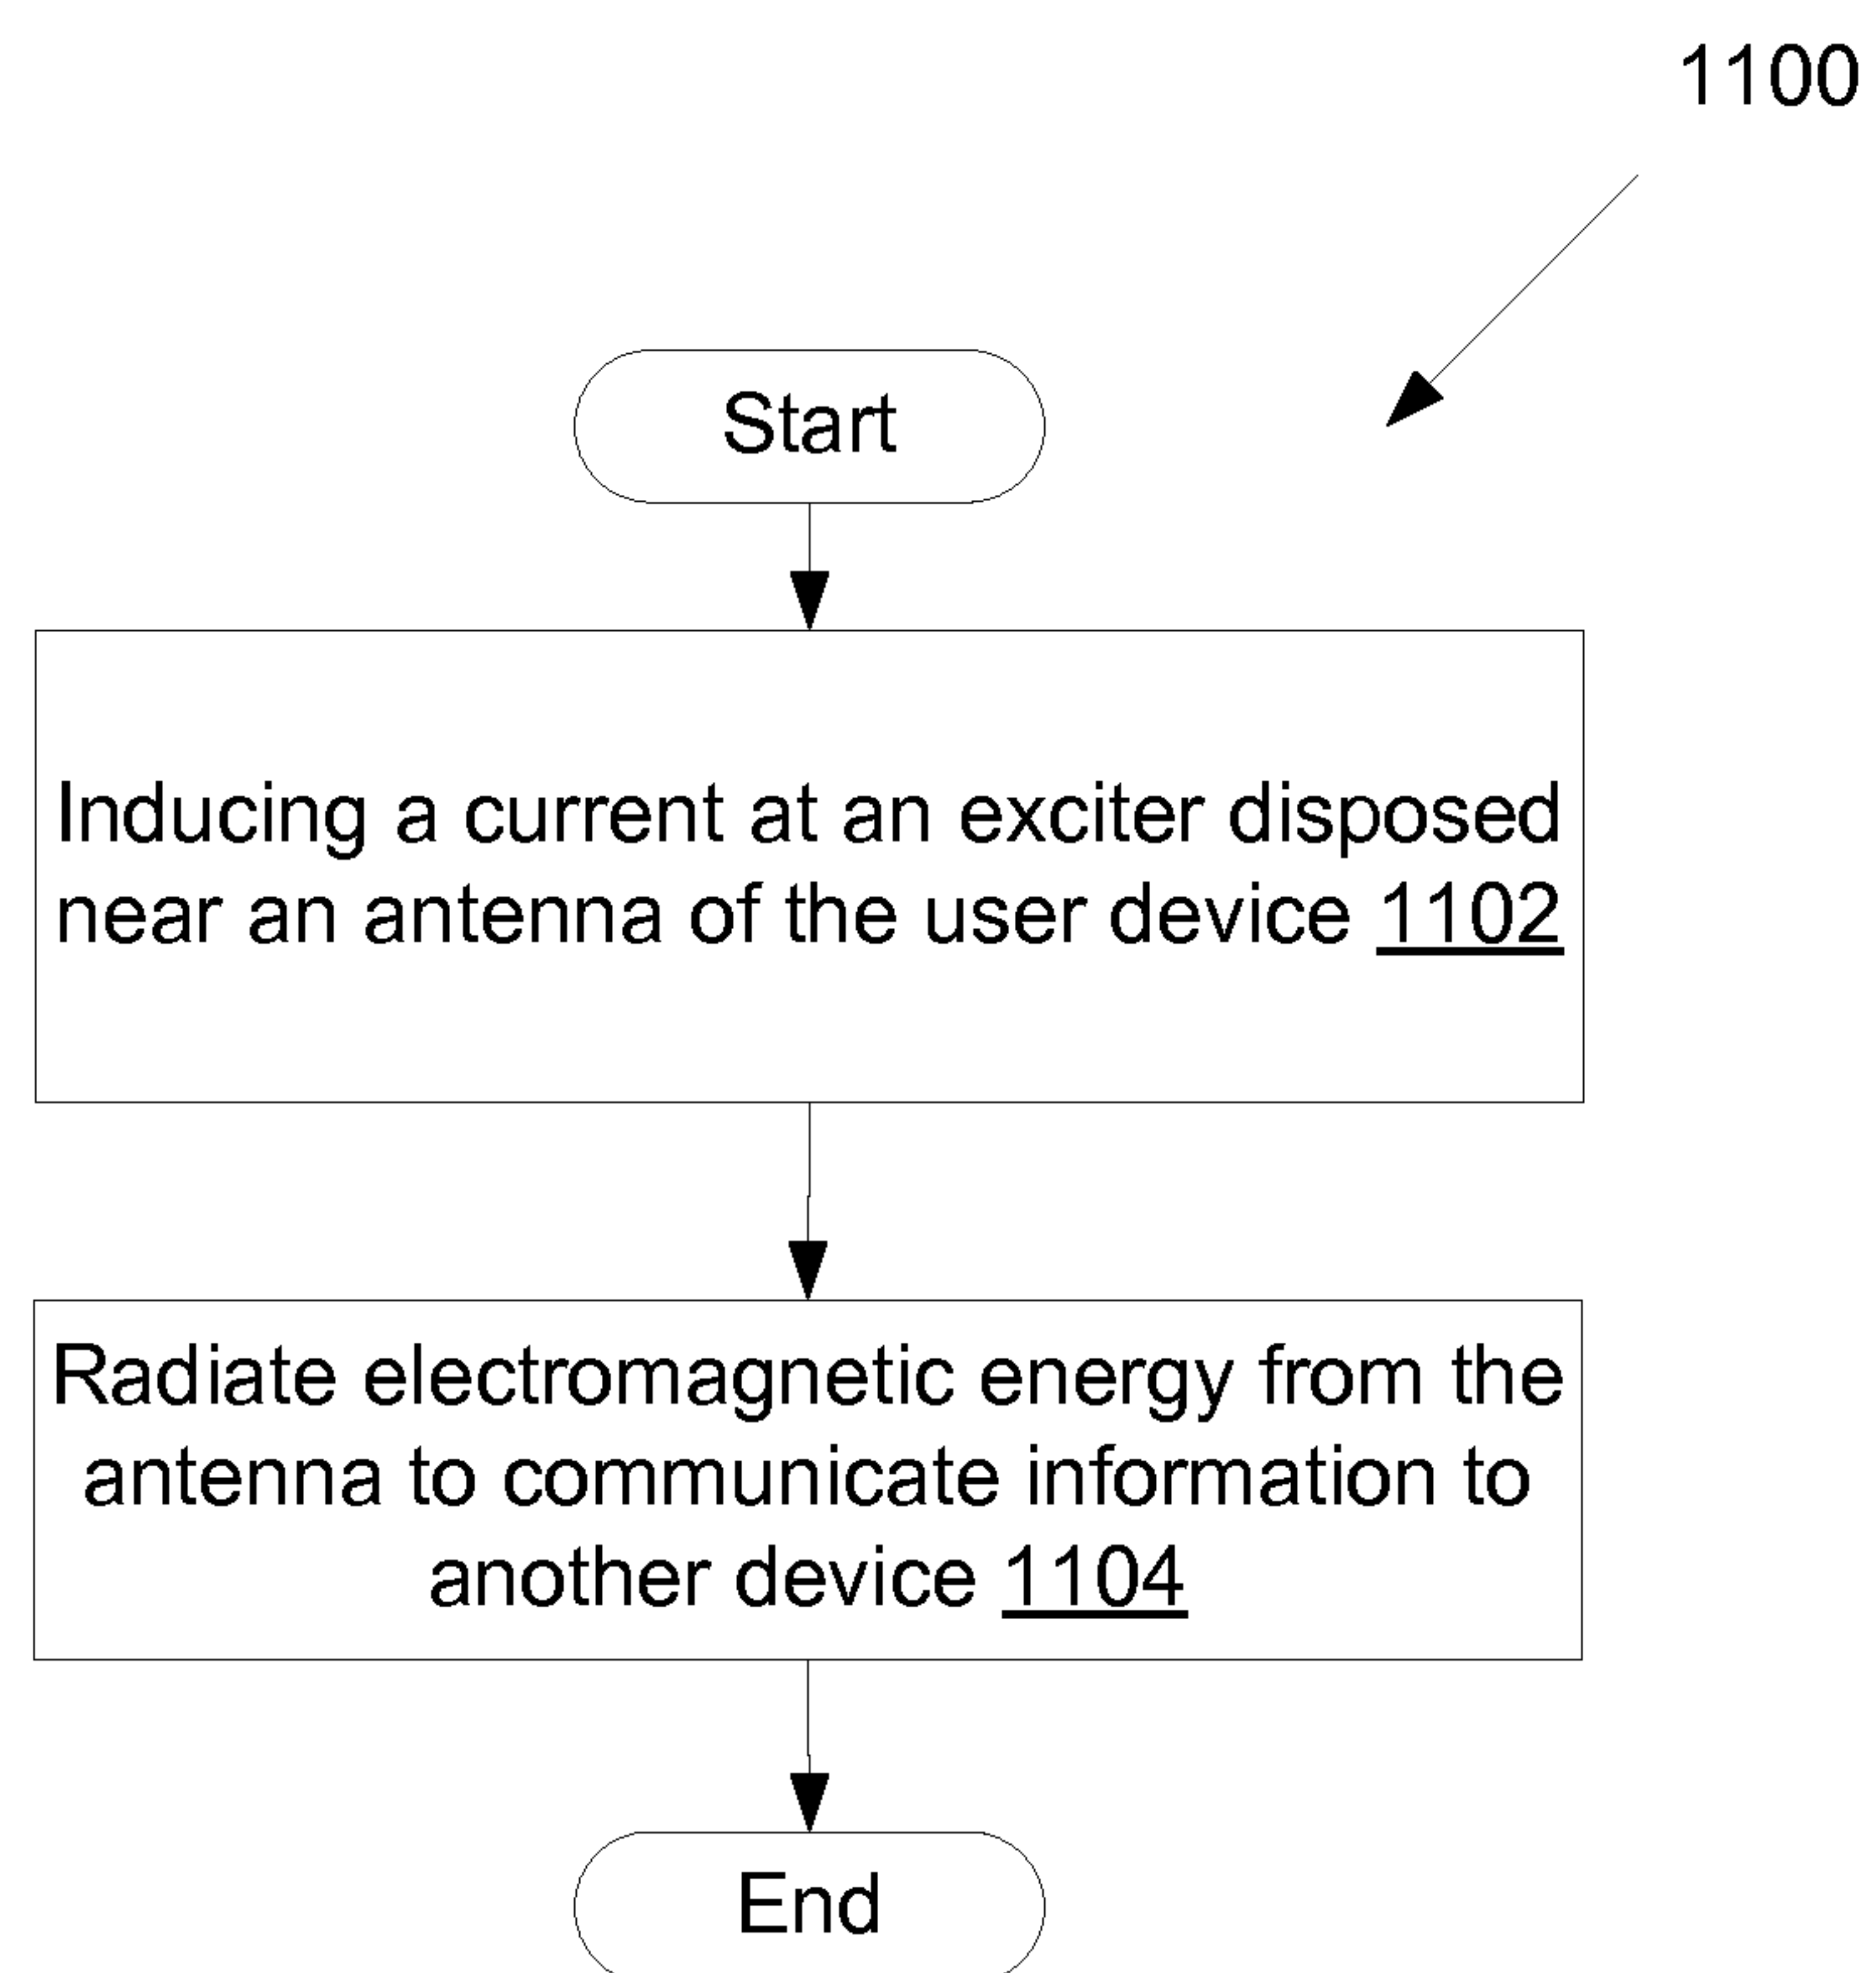 1100
Start
Inducing a current at an exciter disposed
near an antenna of the user device 1102
Radiate electromagnetic energy from the
antenna to communicate information to
another device 1104
End